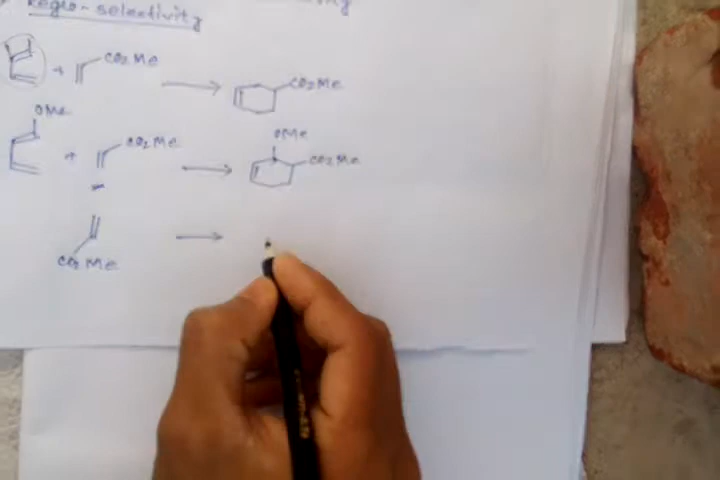 Regio-selectivity
+ CO2Me → CO2Me
OMe
+ CO2Me → OMe CO2Me
→
CO2Me